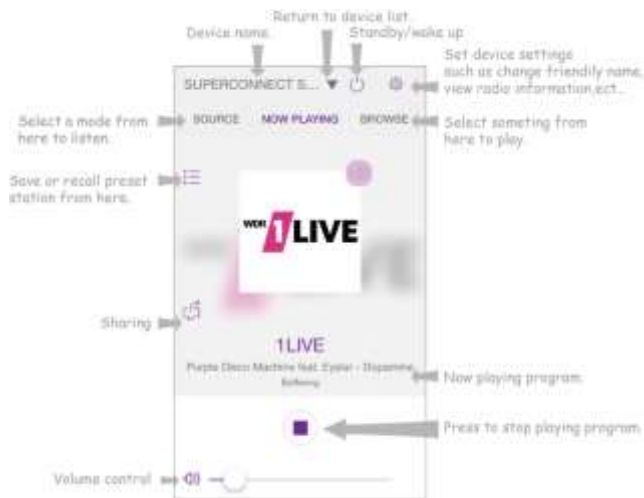 Return to device list.
Device name.
Standby/wake up
Set device settings
such as change friendily name,
view radio information,ect..
SUPERCONNECT S...
Select a mode from
here to listen.
SOURCE
NOW PLAYING
BROWSE
Select someting from
here to play.
Save or recall preset
station from here.
WDR 1LIVE
Sharing
1LIVE
Purple Disco Machine feat. Eyelar - Dopamine
Now playing program.
Press to stop playing program.
Volume control